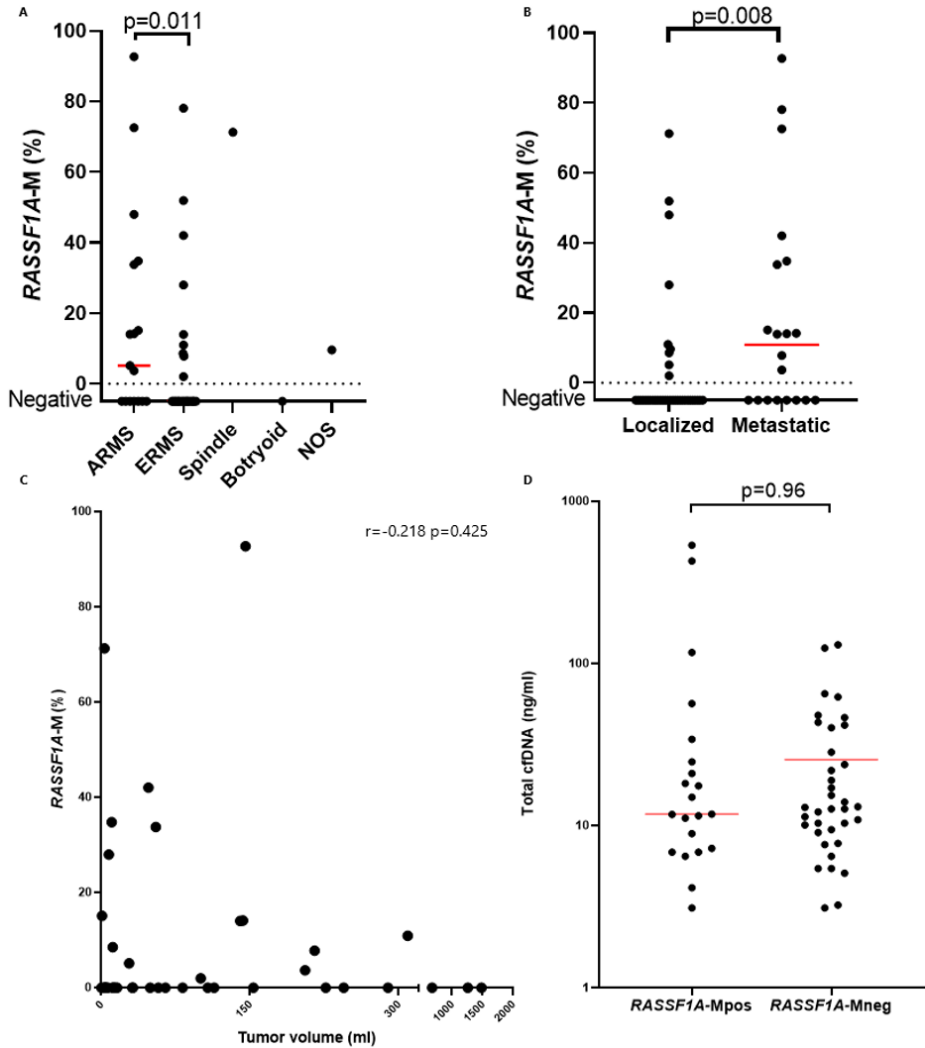 A
p=0.011
RASSF1A-M (%)
100
80
60
40
20
0
Negative
ARMS
ERMS
Spindle
Botryoid
NOS
B
p=0.008
RASSF1A-M (%)
100
80
60
40
20
0
Negative
Localized
Metastatic
C
r=-0.218 p=0.425
RASSF1A-M (%)
100
80
60
40
20
0
0
150
300
1000
1500
2000
Tumor volume (ml)
D
p=0.96
Total cfDNA (ng/ml)
1000
100
10
1
RASSF1A-Mpos
RASSF1A-Mneg